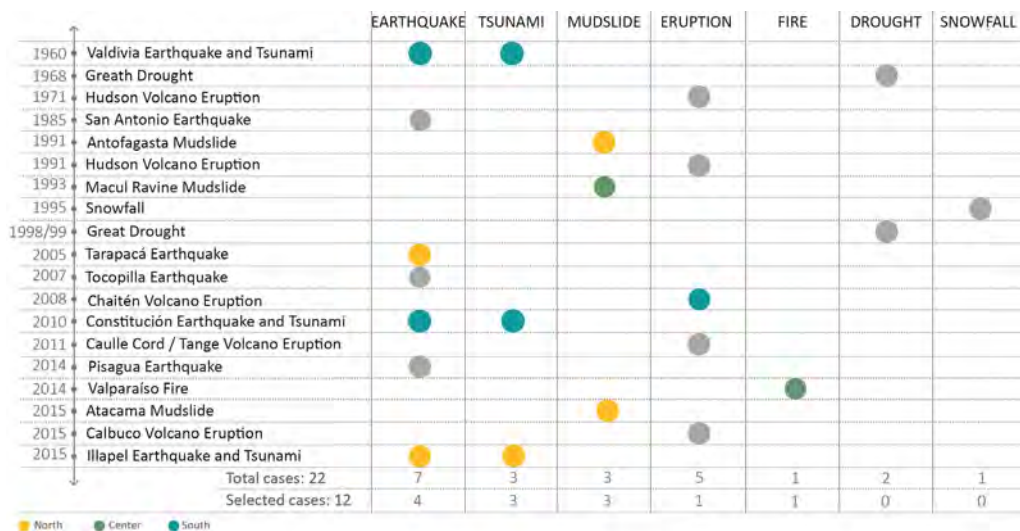 EARTHQUAKE TSUNAMI MUDSLIDE ERUPTION FIRE DROUGHT SNOWFALL
1960 Valdivia Earthquake and Tsunami
1968 Greath Drought
1971 Hudson Volcano Eruption
1985 San Antonio Earthquake
1991 Antofagasta Mudslide
1991 Hudson Volcano Eruption
1993 Macul Ravine Mudslide
1995 Snowfall
1998/99 Great Drought
2005 Tarapacá Earthquake
2007 Tocopilla Earthquake
2008 Chaitén Volcano Eruption
2010 Constitución Earthquake and Tsunami
2011 Caulle Cord / Tange Volcano Eruption
2014 Pisagua Earthquake
2014 Valparaíso Fire
2015 Atacama Mudslide
2015 Calbuco Volcano Eruption
2015 Illapel Earthquake and Tsunami
Total cases: 22 7 3 3 5 1 2 1
Selected cases: 12 4 3 3 1 1 0 0
North Center South